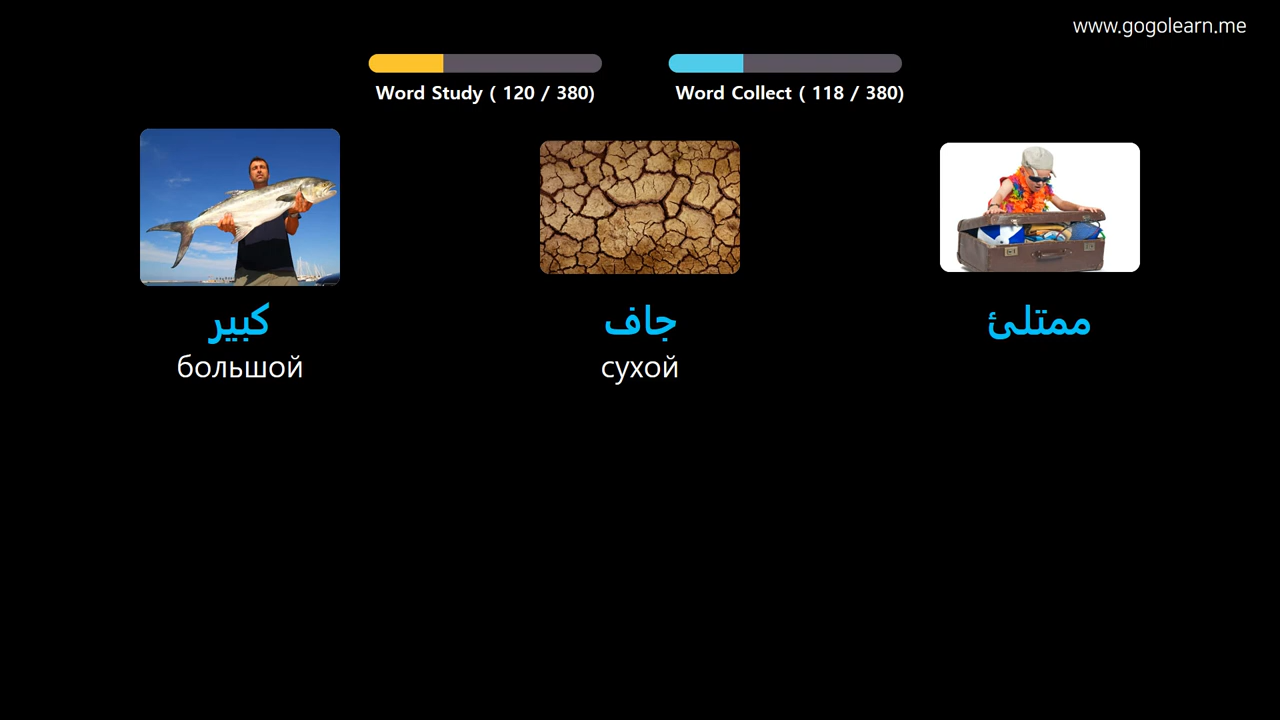 www.gogolearn.me
Word Study ( 120 / 380)
Word Collect ( 118 / 380)
كبير
большой
جاف
сухой
ممتلئ